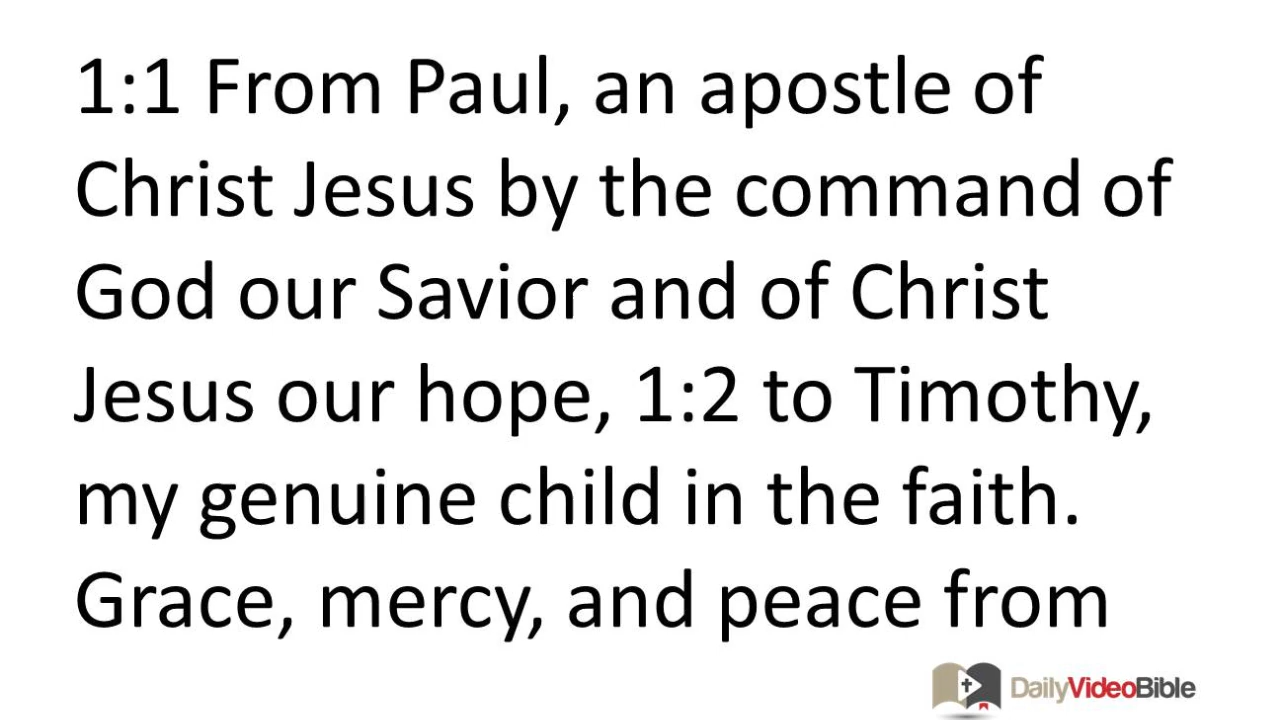 1:1 From Paul, an apostle of
Christ Jesus by the command of
God our Savior and of Christ
Jesus our hope, 1:2 to Timothy,
my genuine child in the faith.
Grace, mercy, and peace from
DailyVideoBible